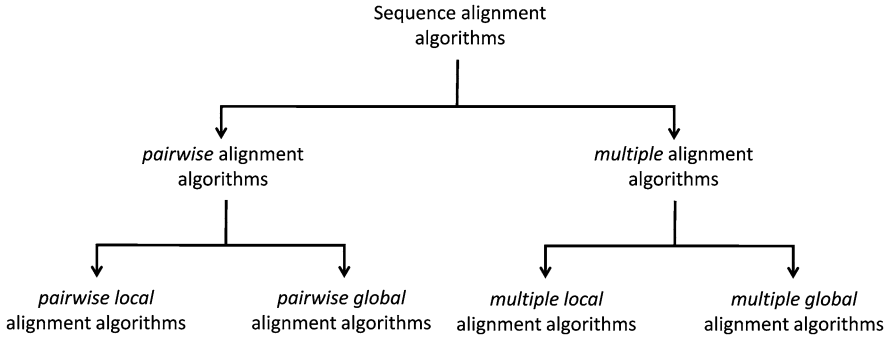 Sequence alignment
algorithms
pairwise alignment
algorithms
multiple alignment
algorithms
pairwise local
alignment algorithms
pairwise global
alignment algorithms
multiple local
alignment algorithms
multiple global
alignment algorithms